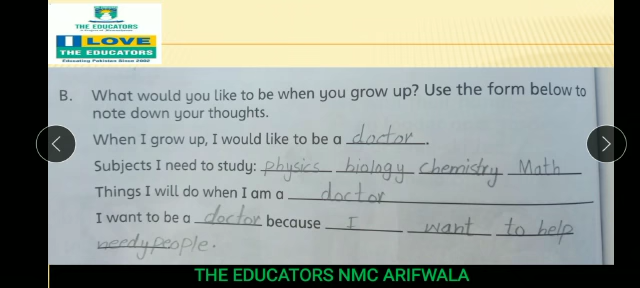 THE EDUCATORS
I LOVE
THE EDUCATORS
Educating Pakistan Since 2002
B. What would you like to be when you grow up? Use the form below to
note down your thoughts.
When I grow up, I would like to be a doctor.
Subjects I need to study: physics biology chemistry Math
Things I will do when I am a doctor
I want to be a doctor because I want to help
needy people.
THE EDUCATORS NMC ARIFWALA